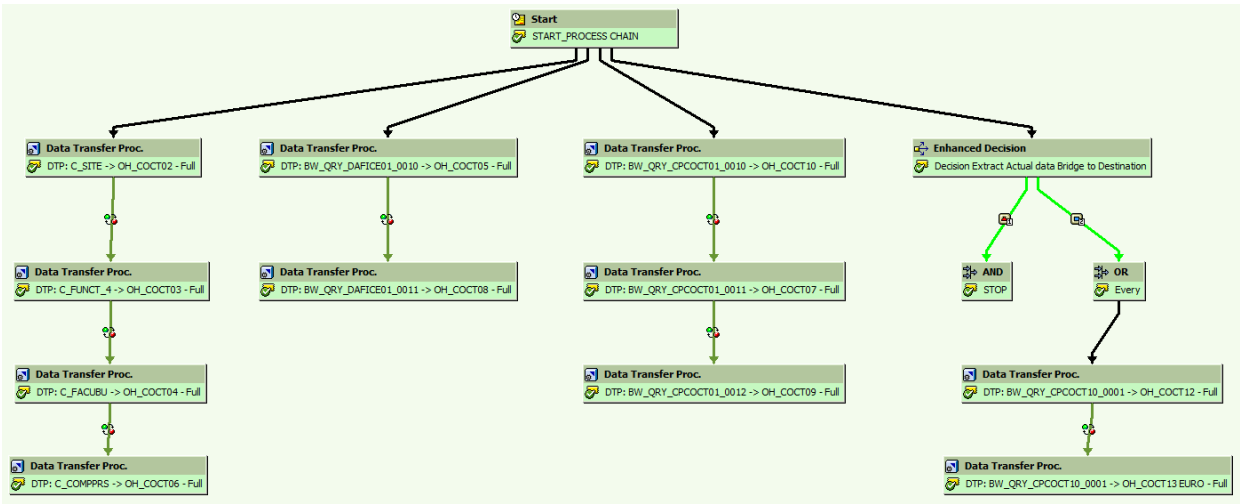 Start
START_PROCESS CHAIN
Data Transfer Proc.
DTP: C_SITE -> OH_COCT02 - Full
Data Transfer Proc.
DTP: BW_QRY_DAFICE01_0010 -> OH_COCT05 - Full
Data Transfer Proc.
DTP: BW_QRY_CPCOCT01_0010 -> OH_COCT10 - Full
Enhanced Decision
Decision Extract Actual data Bridge to Destination
1
2
Data Transfer Proc.
DTP: C_FUNCT_4 -> OH_COCT03 - Full
Data Transfer Proc.
DTP: BW_QRY_DAFICE01_0011 -> OH_COCT08 - Full
Data Transfer Proc.
DTP: BW_QRY_CPCOCT01_0011 -> OH_COCT07 - Full
AND
STOP
OR
Every
Data Transfer Proc.
DTP: C_FACUBU -> OH_COCT04 - Full
Data Transfer Proc.
DTP: BW_QRY_CPCOCT01_0012 -> OH_COCT09 - Full
Data Transfer Proc.
DTP: BW_QRY_CPCOCT10_0001 -> OH_COCT12 - Full
Data Transfer Proc.
DTP: C_COMPPRS -> OH_COCT06 - Full
Data Transfer Proc.
DTP: BW_QRY_CPCOCT10_0001 -> OH_COCT13 EURO - Full